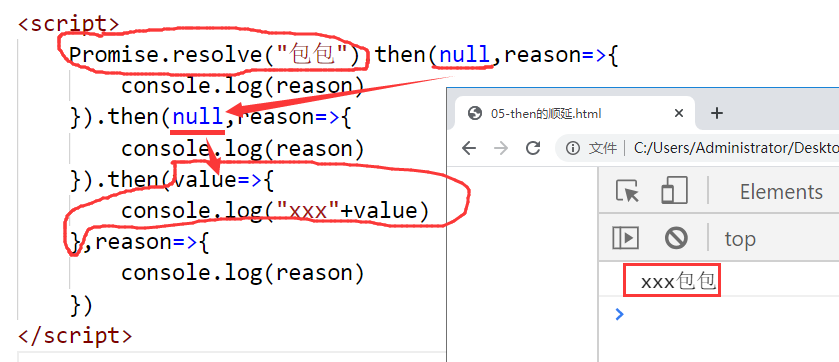 <script>
Promise.resolve("包包") then(null,reason=>{
console.log(reason)
}).then(null,reason=>{
console.log(reason)
}).then(value=>{
console.log("xxx"+value)
},reason=>{
console.log(reason)
})
</script>
05-then的顺延.html
文件 | C:/Users/Administrator/Deskto
Elements
top
xxx包包